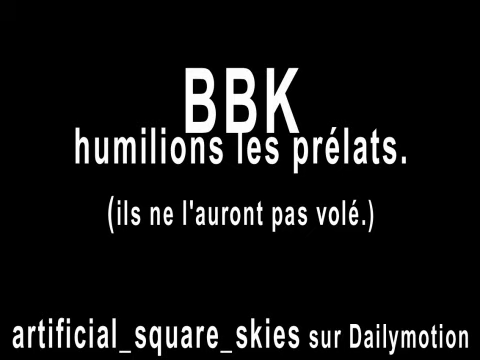 BBK
humilions les prélats.
(ils ne l'auront pas volé.)
artificial_square_skies sur Dailymotion